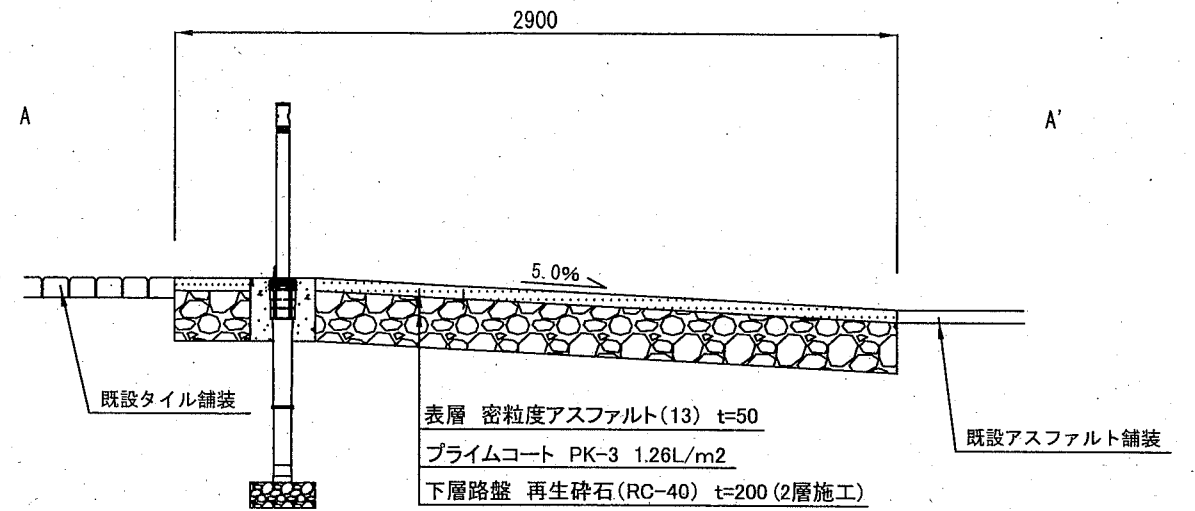 2900
A
A'
5.0%
既設タイル舗装
表層 密粒度アスファルト(13) t=50
プライムコート PK-3 1.26L/m2
下層路盤 再生砕石(RC-40) t=200(2層施工)
既設アスファルト舗装